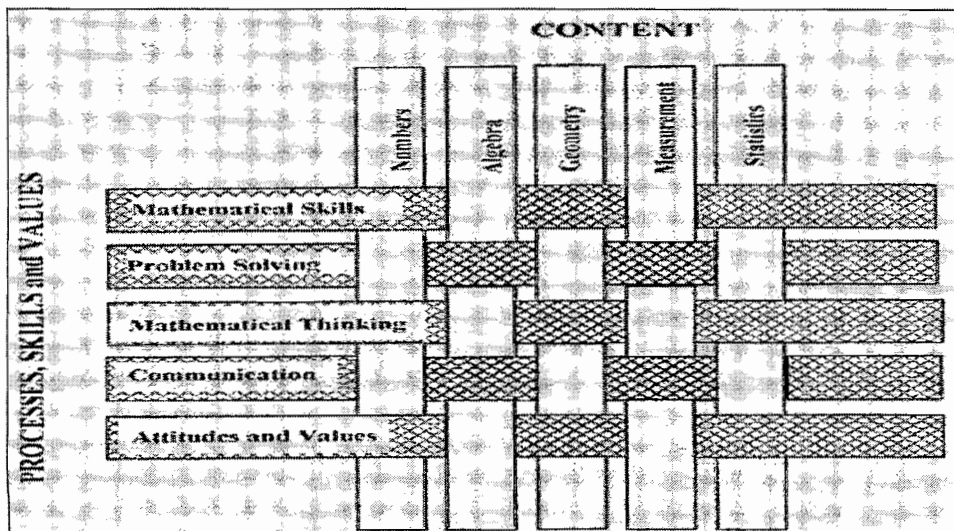 CONTENT
PROCESSES, SKILLS and VALUES
Numbers
Algebra
Geometry
Measurement
Statistics
Mathematical Skills
Problem Solving
Mathematical Thinking
Communication
Attitudes and Values